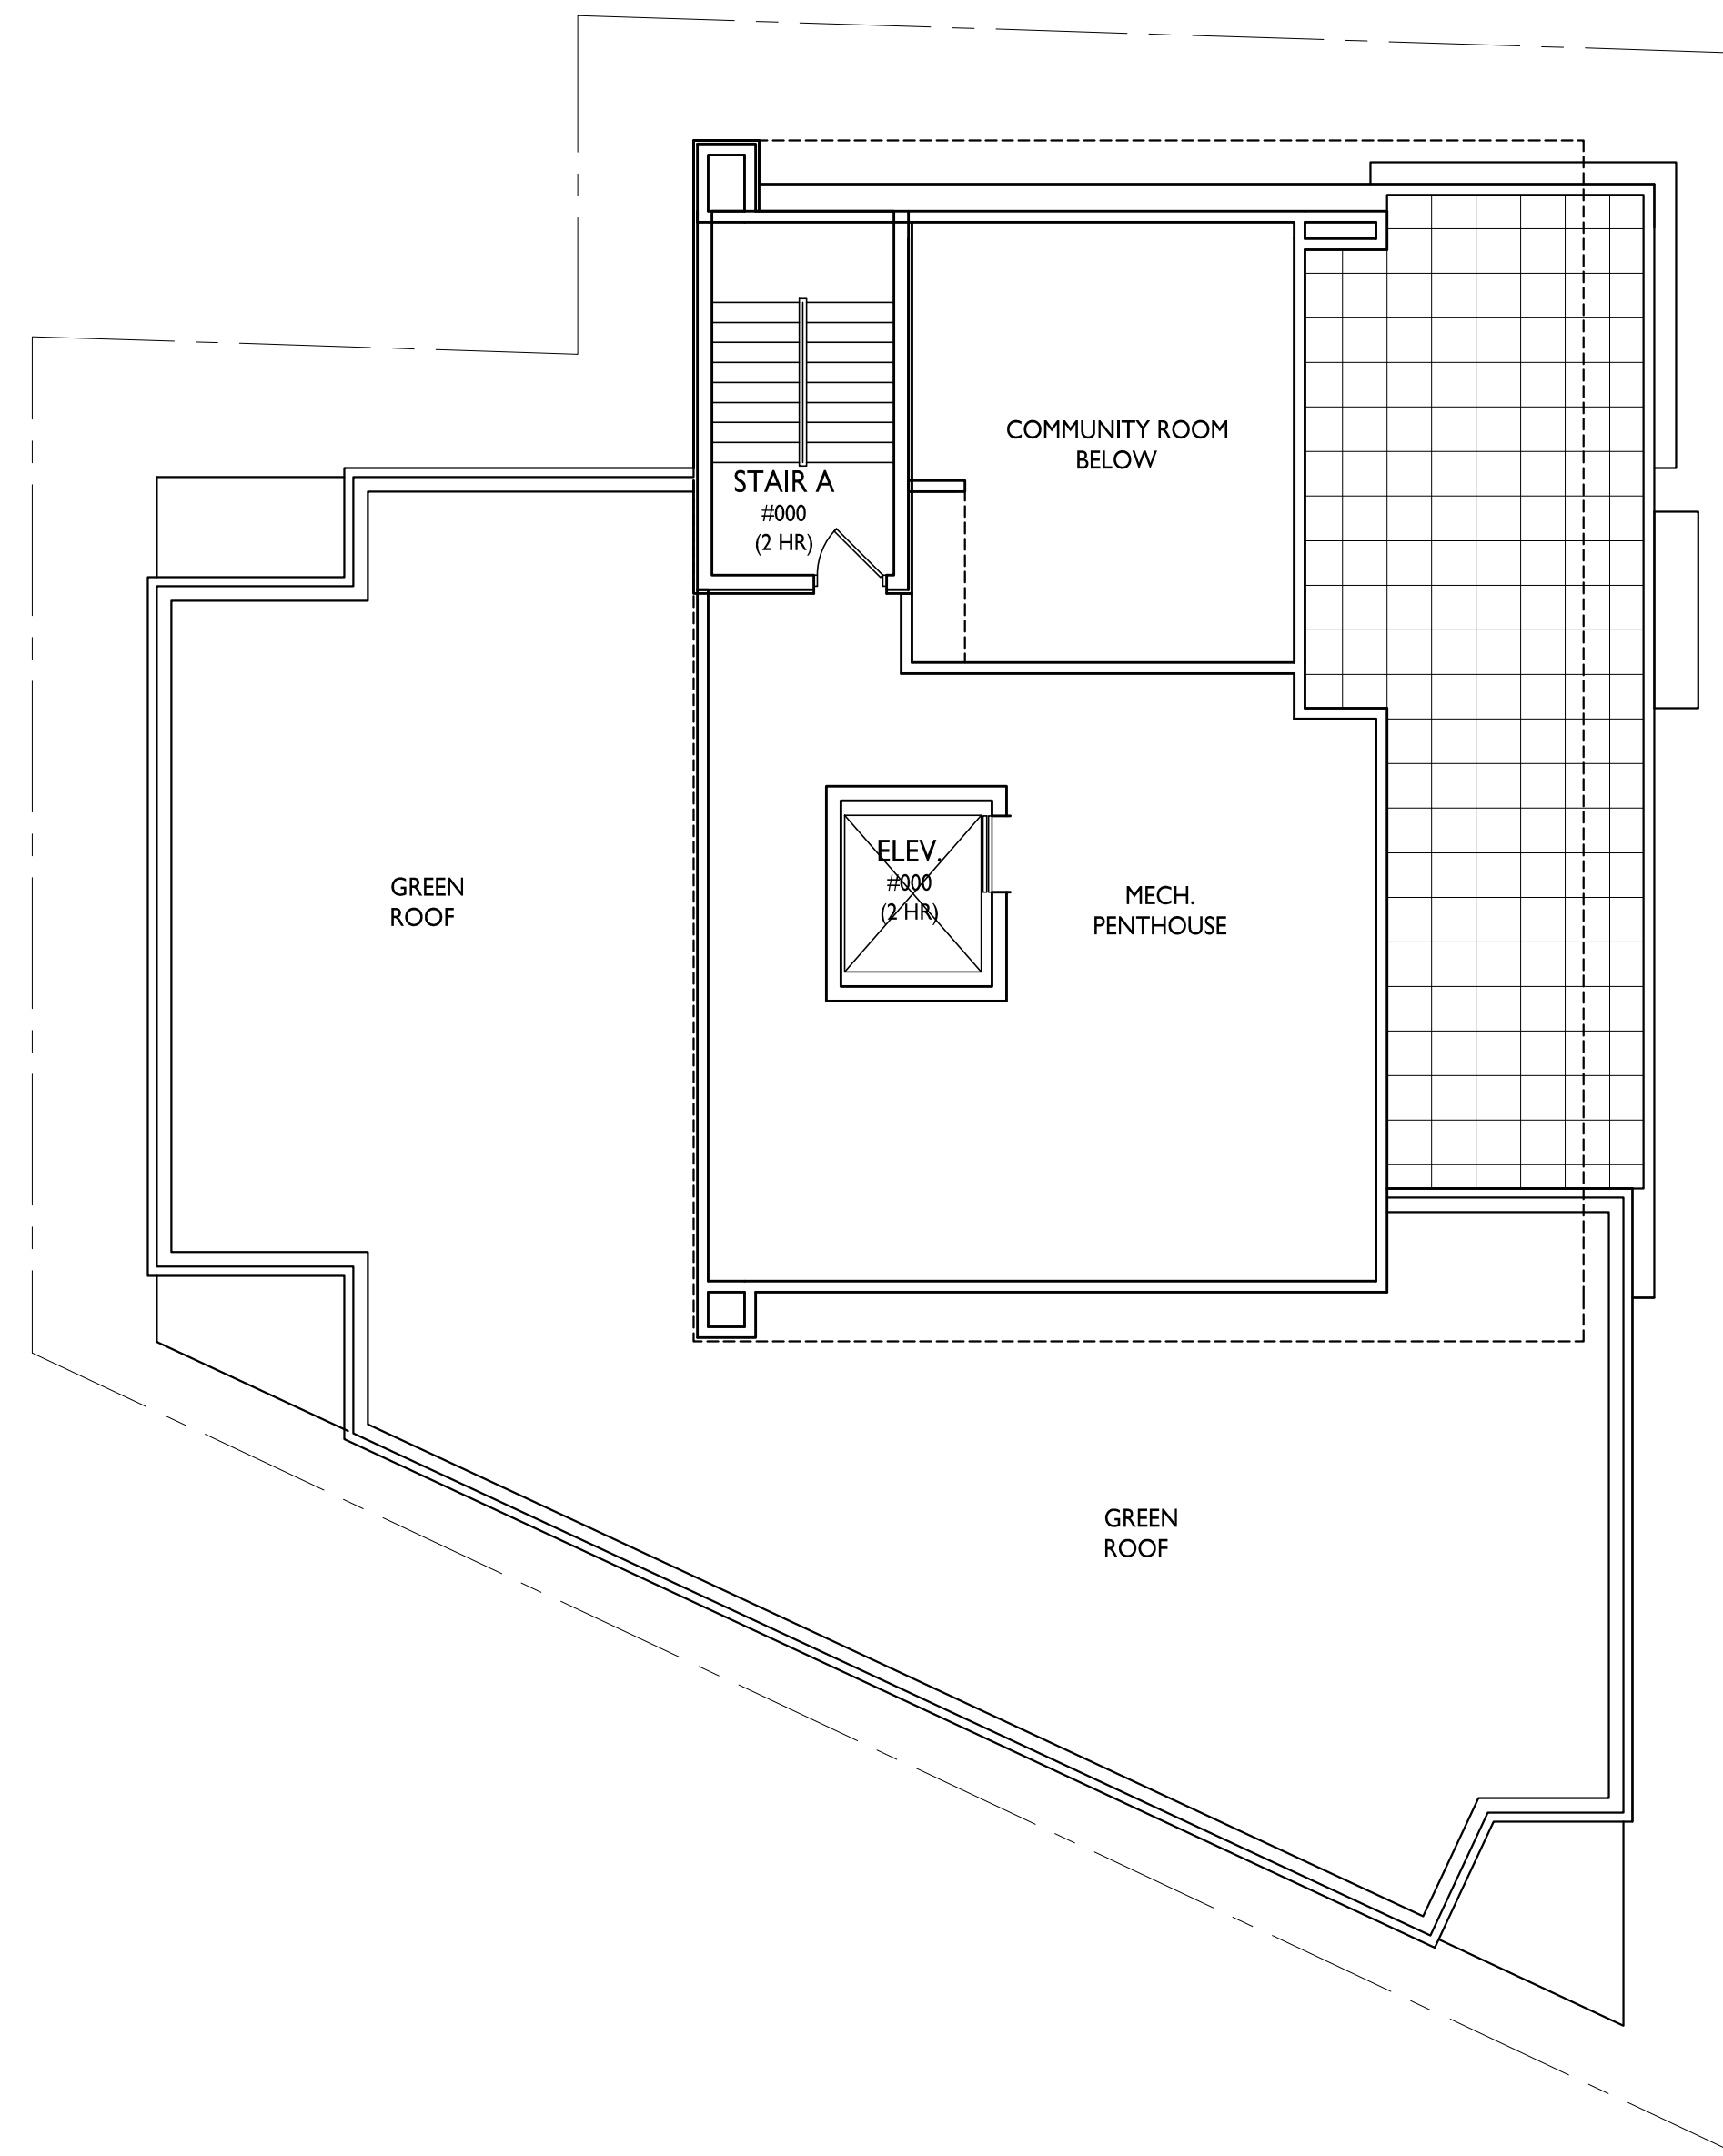 COMMUNITY ROOM
BELOW
STAIR A
#000
(2 HR)
ELEV.
#000
(2 HR)
GREEN
ROOF
MECH.
PENTHOUSE
GREEN
ROOF